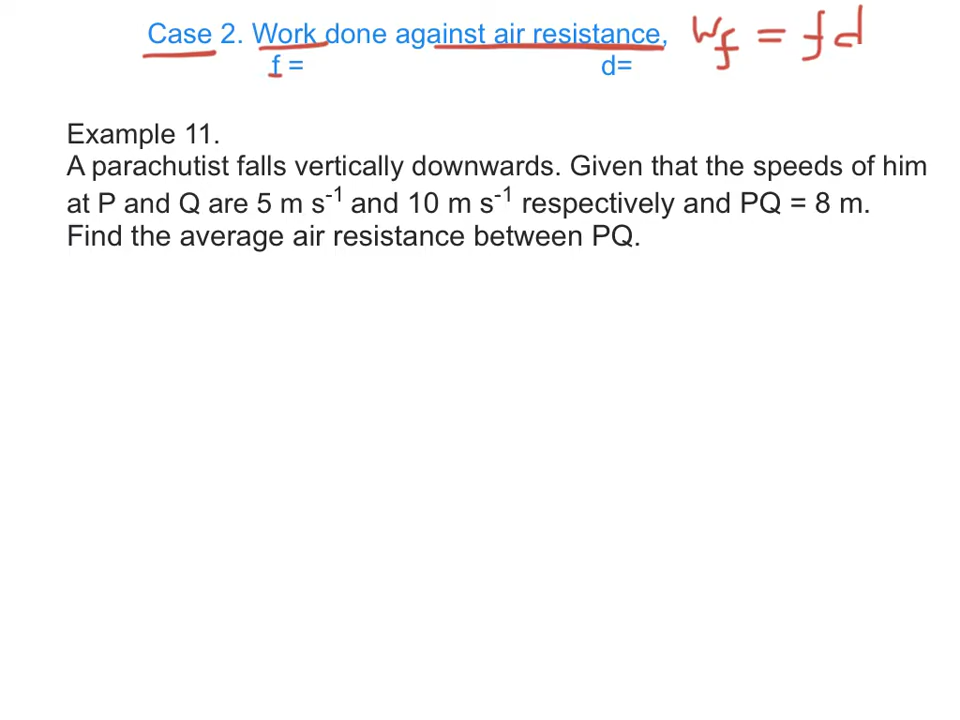 Case 2. Work done against air resistance, Wf = fd
f = d=
Example 11.
A parachutist falls vertically downwards. Given that the speeds of him
at P and Q are 5 m s⁻¹ and 10 m s⁻¹ respectively and PQ = 8 m.
Find the average air resistance between PQ.